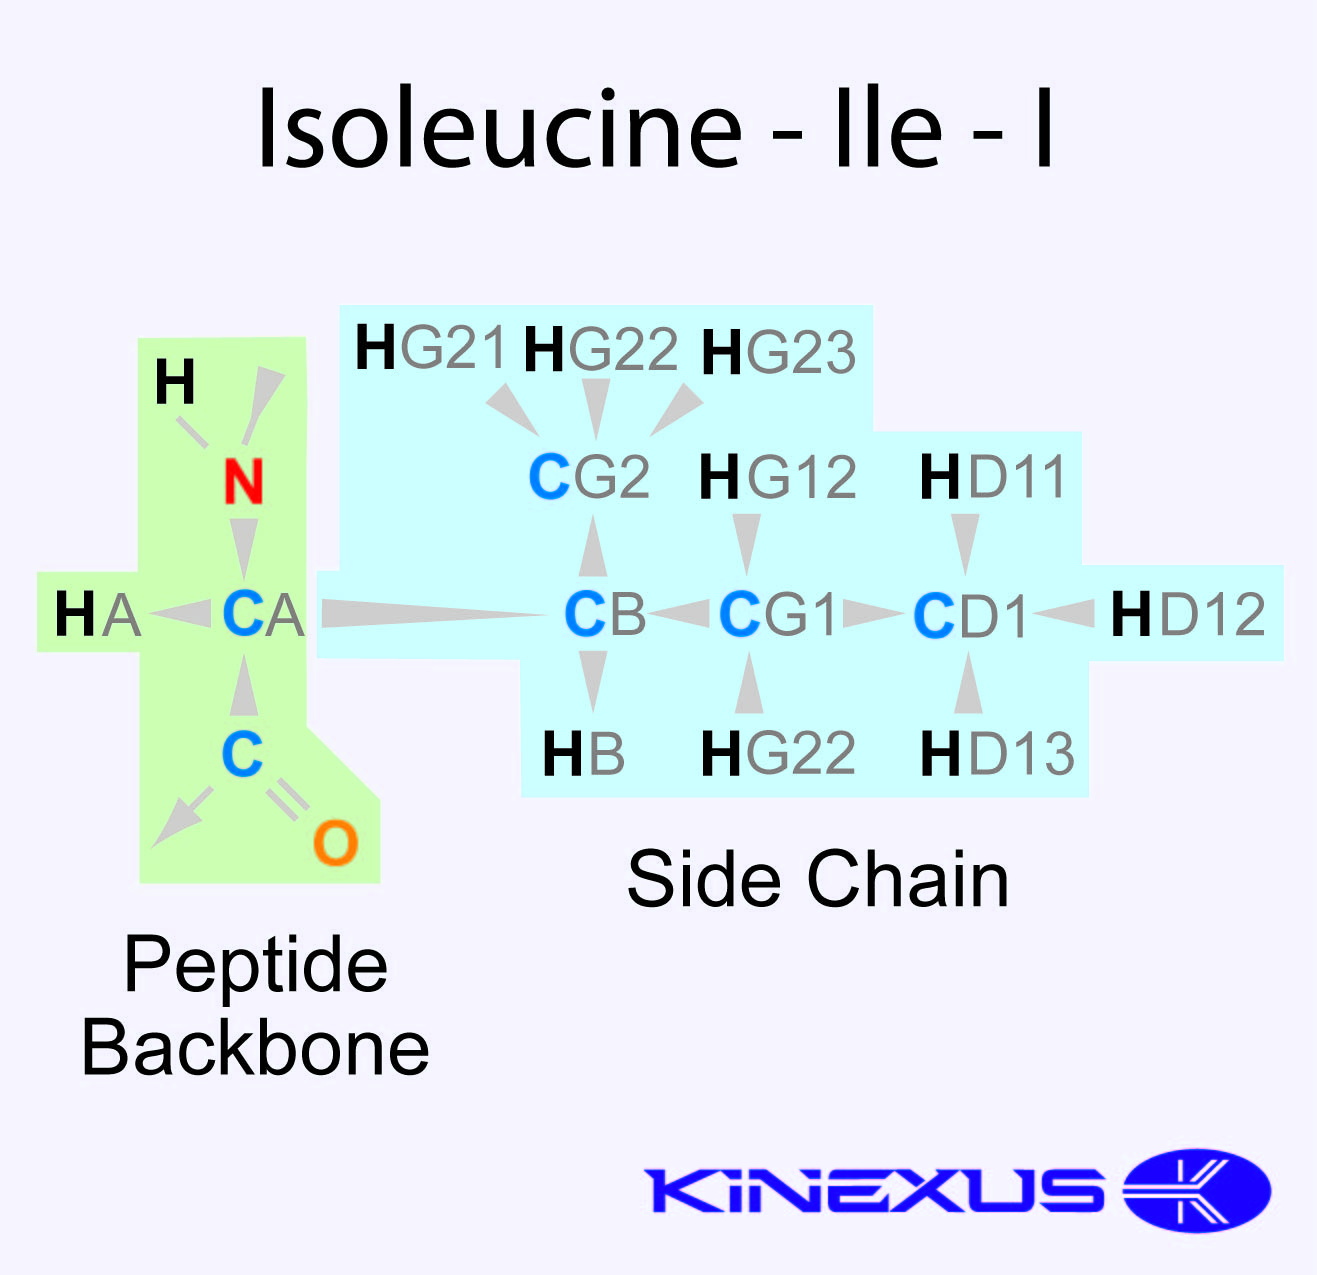 Isoleucine - Ile - I
HG21 HG22 HG23
H
N
CG2 HG12 HD11
HA CA CB CG1 CD1 HD12
C HB HG22 HD13
O
Side Chain
Peptide
Backbone
KiNEXUS